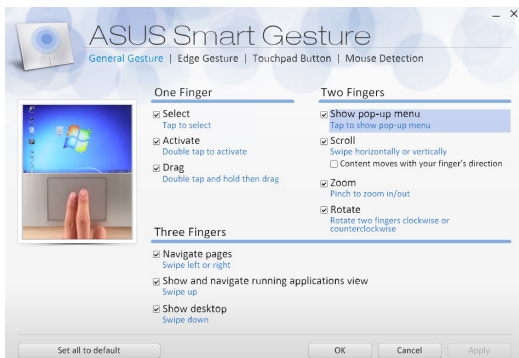 ASUS Smart Gesture
General Gesture | Edge Gesture | Touchpad Button | Mouse Detection
One Finger
Select
Tap to select
Activate
Double tap to activate
Drag
Double tap and hold then drag
Two Fingers
Show pop-up menu
Tap to show pop-up menu
Scroll
Swipe horizontally or vertically
Content moves with your finger's direction
Zoom
Pinch to zoom in/out
Rotate
Rotate two fingers clockwise or
counterclockwise
Three Fingers
Navigate pages
Swipe left or right
Show and navigate running applications view
Swipe up
Show desktop
Swipe down
Set all to default
OK
Cancel
Apply